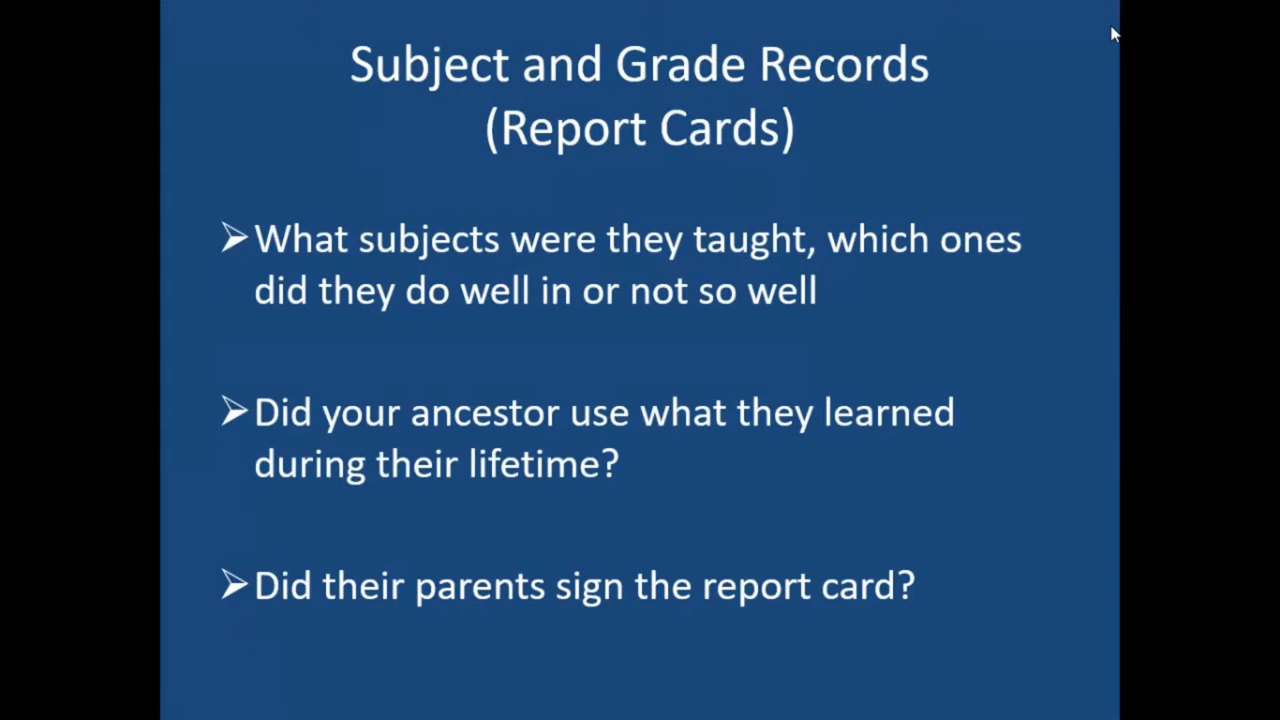 Subject and Grade Records
(Report Cards)
➢What subjects were they taught, which ones
did they do well in or not so well
➢Did your ancestor use what they learned
during their lifetime?
➢Did their parents sign the report card?